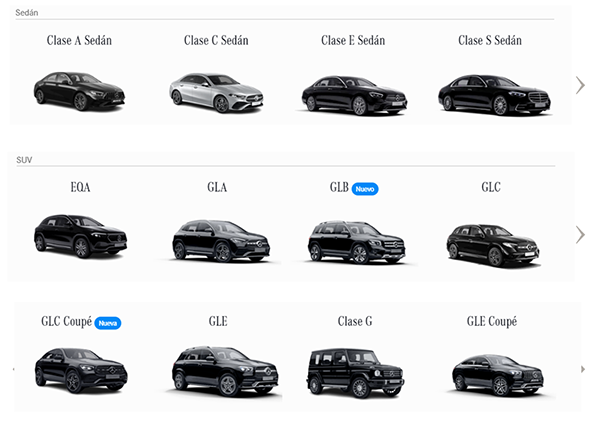 Sedán
Clase A Sedán Clase C Sedán Clase E Sedán Clase S Sedán
SUV
EQA GLA GLB Nuevo GLC
GLC Coupé Nueva GLE Clase G GLE Coupé